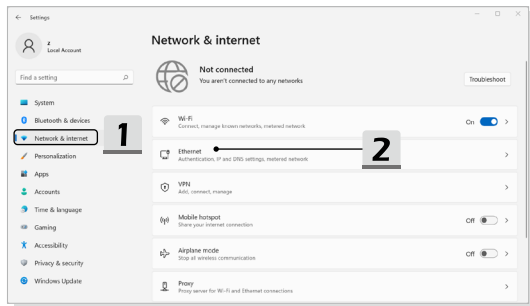 Settings
z
Local Account
Find a setting
System
Bluetooth & devices
Network & internet
Personalization
Apps
Accounts
Time & language
Gaming
Accessibility
Privacy & security
Windows Update
1
Network & internet
Not connected
You aren't connected to any networks
Troubleshoot
Wi-Fi
Connect, manage known networks, metered network
On
Ethernet
Authentication, IP and DNS settings, metered network
2
VPN
Add, connect, manage
Mobile hotspot
Share your internet connection
Off
Airplane mode
Stop all wireless communication
Off
Proxy
Proxy server for Wi-Fi and Ethernet connections